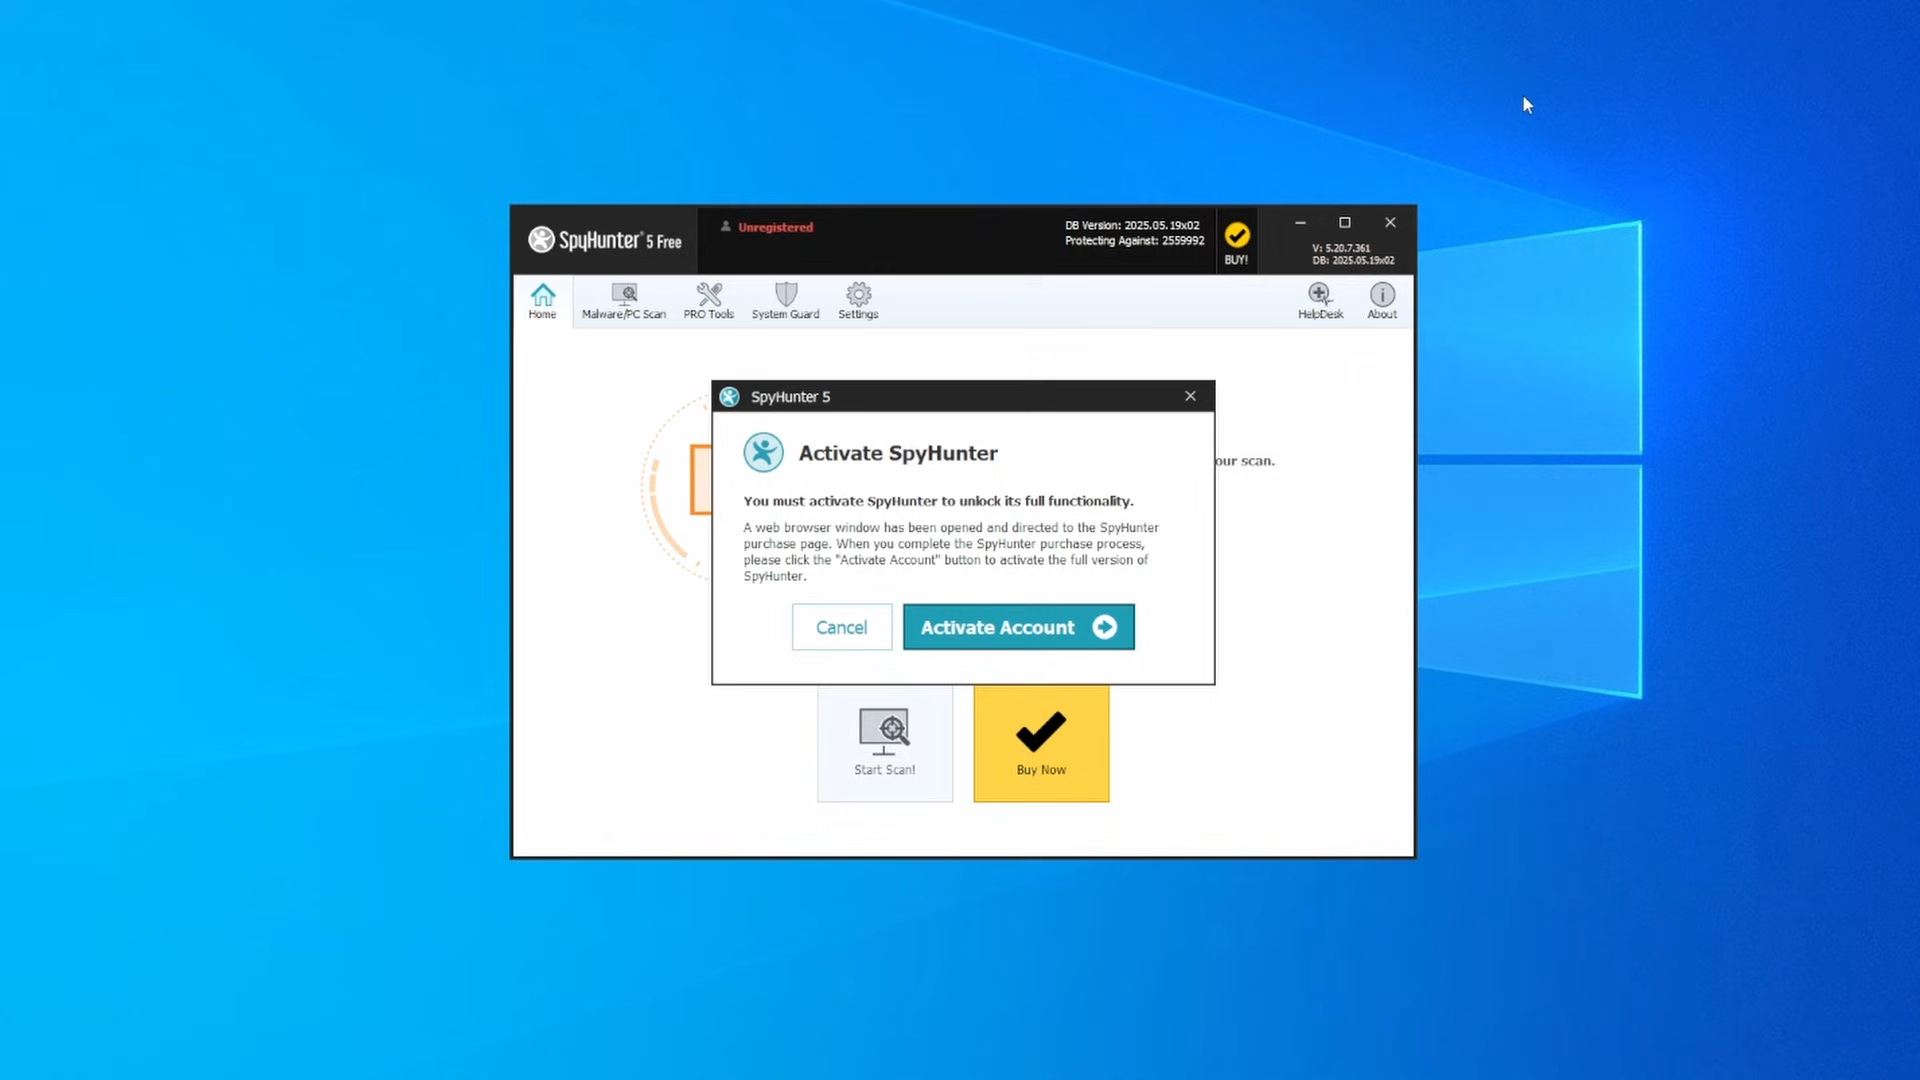 SpyHunter® 5 Free
Unregistered
DB Version: 2025.05.19x02
Protecting Against: 2559992
BUY!
V: 5.20.7.361
DB: 2025.05.19x02
Home
Malware/PC Scan
PRO Tools
System Guard
Settings
HelpDesk
About
our scan.
SpyHunter 5
Activate SpyHunter
You must activate SpyHunter to unlock its full functionality.
A web browser window has been opened and directed to the SpyHunter
purchase page. When you complete the SpyHunter purchase process,
please click the "Activate Account" button to activate the full version of
SpyHunter.
Cancel
Activate Account
Start Scan!
Buy Now